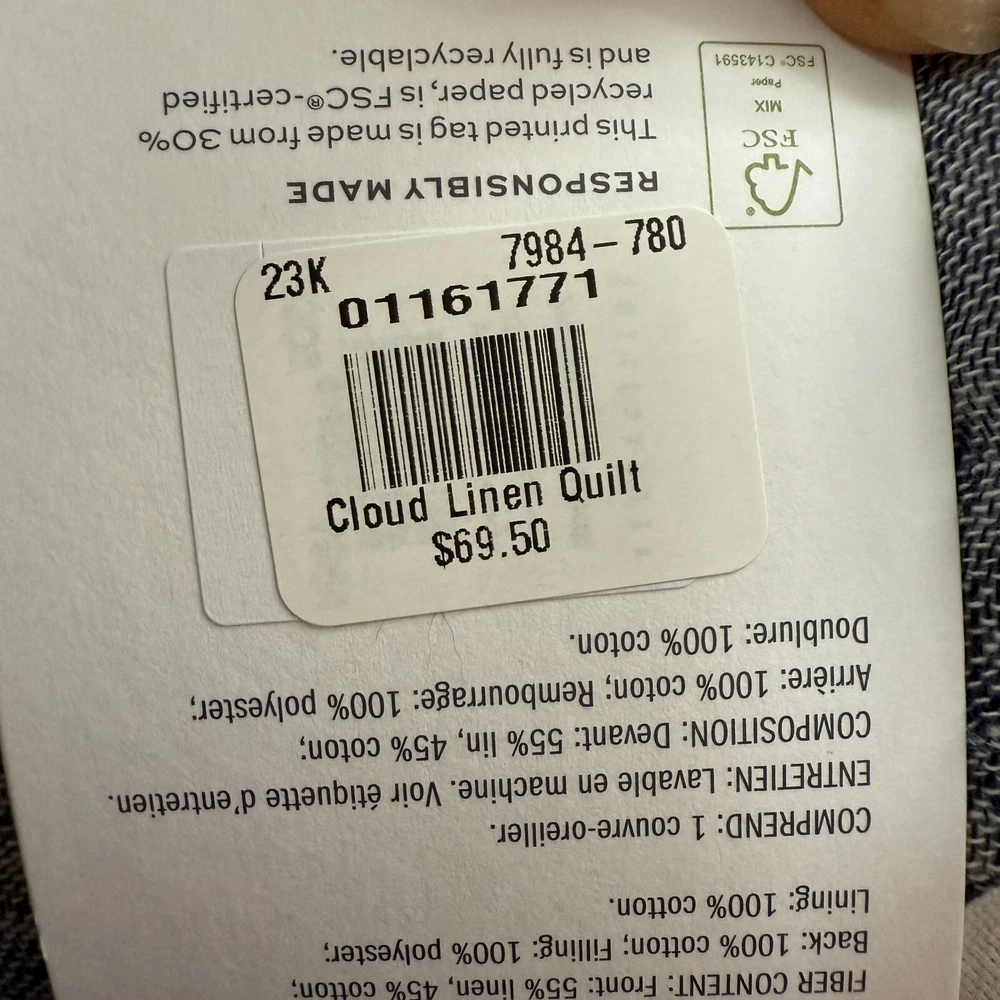 23K 7984-780
01161771
Cloud Linen Quilt
$69.50
FIBER CONTENT: Front: 55% linen, 45% cotton;
Back: 100% cotton; Filling: 100% polyester;
Lining: 100% cotton.
COMPREND: 1 couvre-oreiller.
ENTRETIEN: Lavable en machine. Voir étiquette d'entretien.
COMPOSITION: Devant: 55% lin, 45% coton;
Arrière: 100% coton; Rembourrage: 100% polyester;
Doublure: 100% coton.
RESPONSIBLY MADE
This printed tag is made from 30%
recycled paper, is FSC®-certified
and is fully recyclable.
®
FSC
MIX
Paper
FSC® C143591